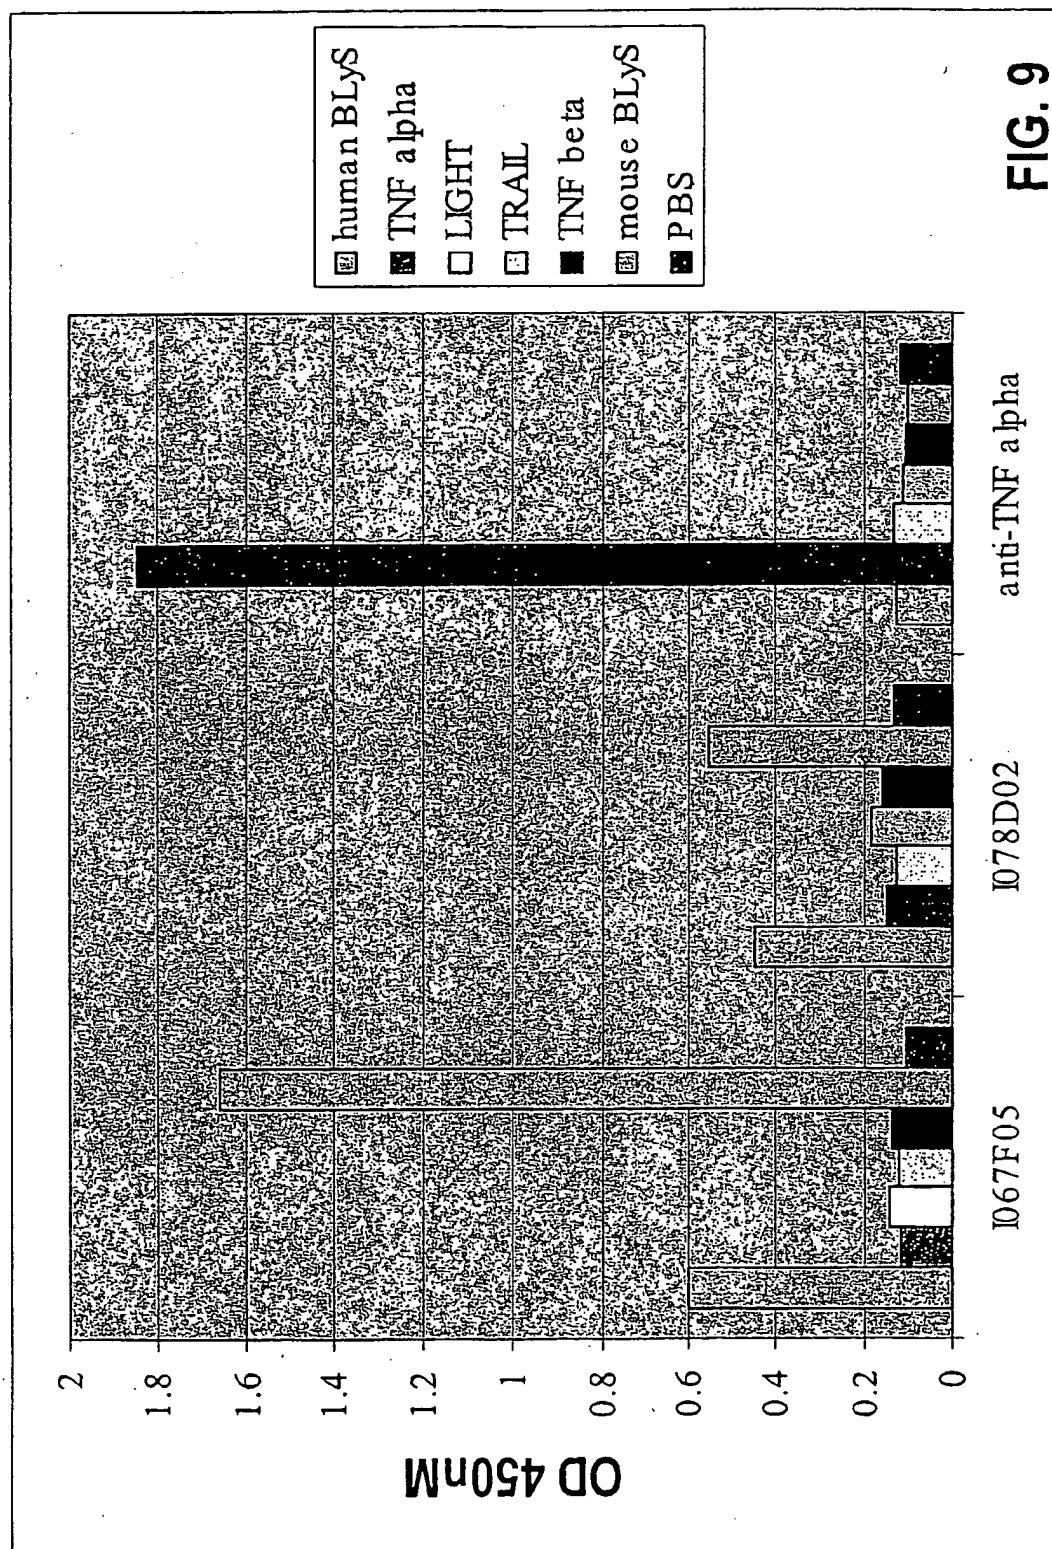 OD 450nM
2
1.8
1.6
1.4
1.2
1
0.8
0.6
0.4
0.2
0
I067F05
I078D02
anti-TNF alpha
human BLyS
TNF alpha
LIGHT
TRAIL
TNF beta
mouse BLyS
PBS
FIG. 9